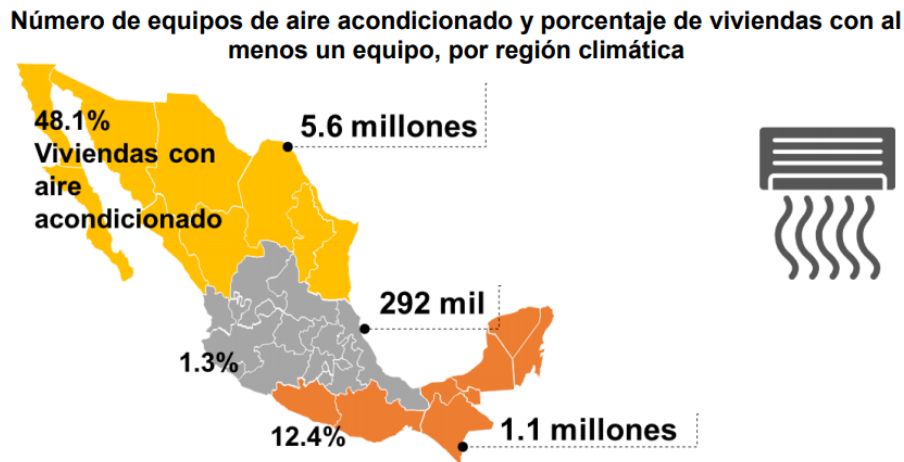 Número de equipos de aire acondicionado y porcentaje de viviendas con al
menos un equipo, por región climática
48.1%
Viviendas con
aire
acondicionado
5.6 millones
292 mil
1.3%
12.4%
1.1 millones